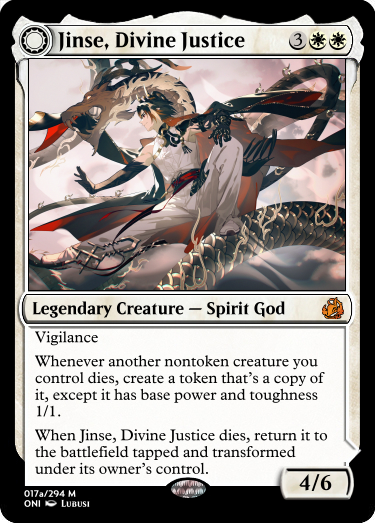 Jinse, Divine Justice 3
Legendary Creature — Spirit God
Vigilance
Whenever another nontoken creature you
control dies, create a token that's a copy of
it, except it has base power and toughness
1/1.
When Jinse, Divine Justice dies, return it to
the battlefield tapped and transformed
under its owner's control.
4/6
017a/294 M
ONI Lubusi